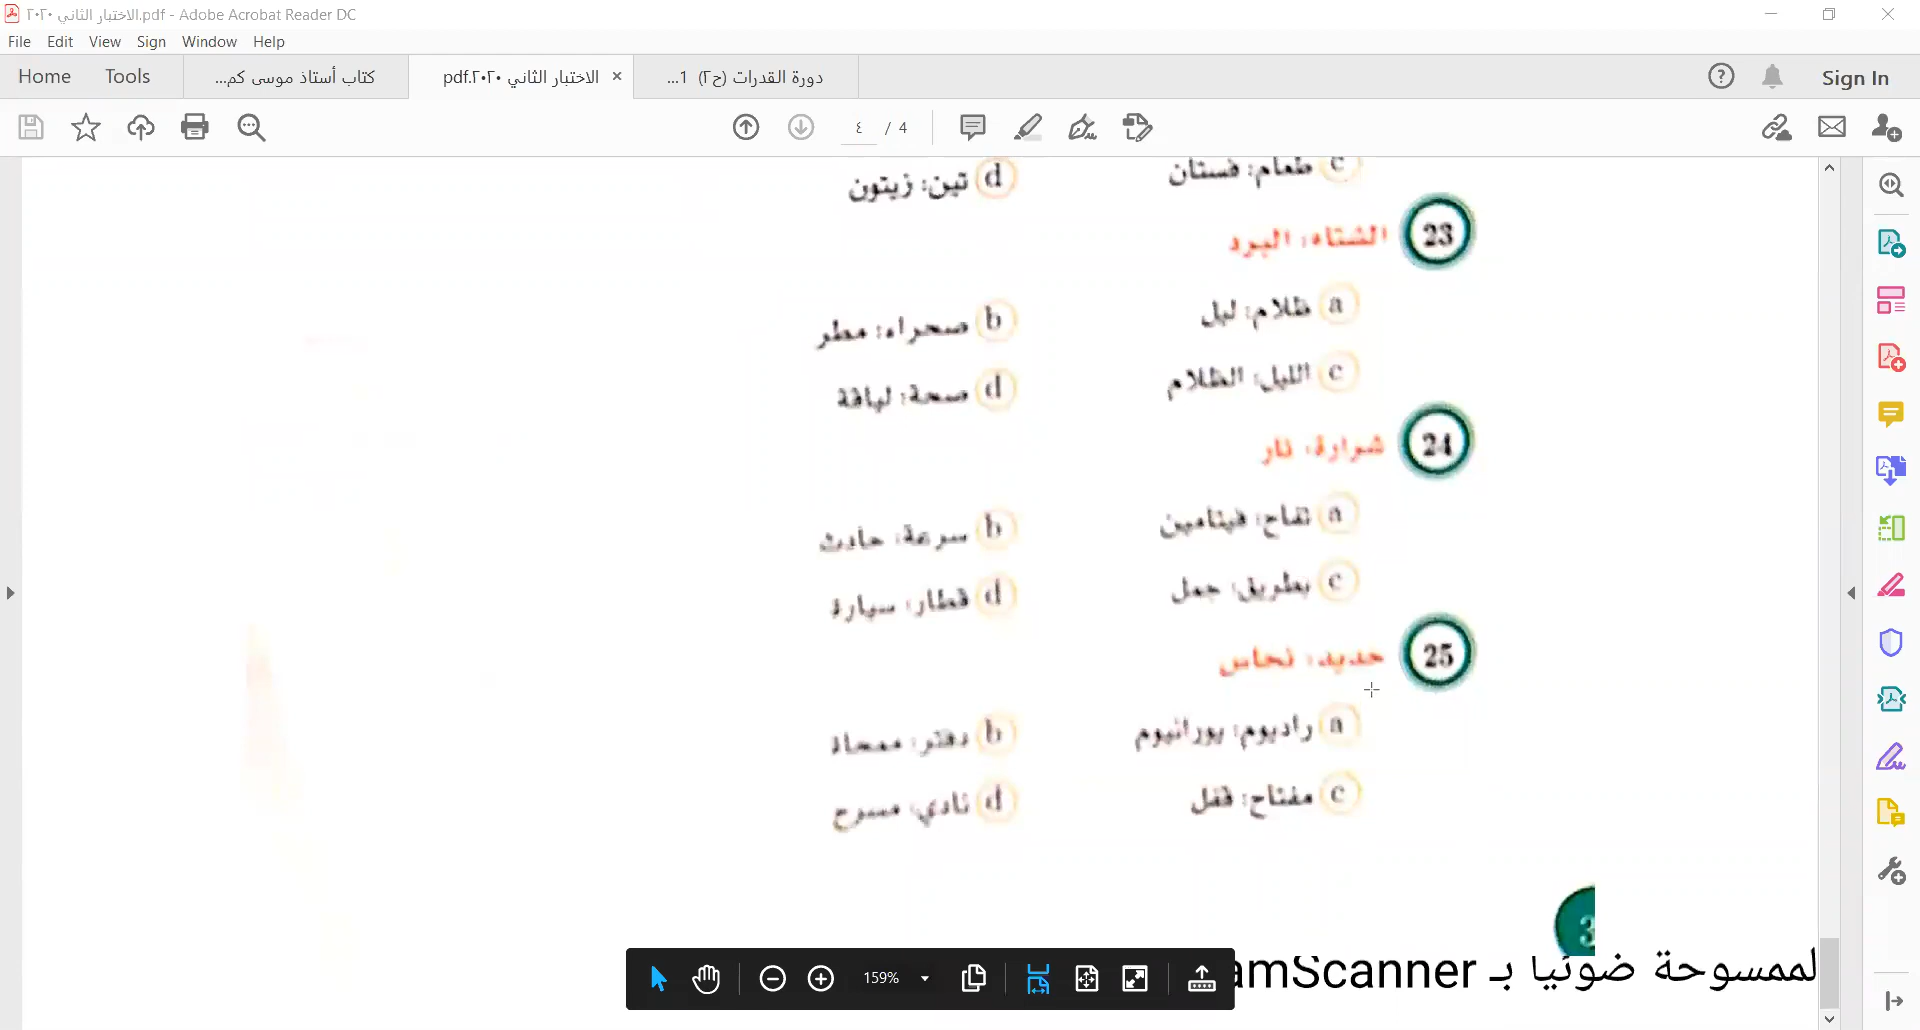 الاختبار الثاني ٢٠٢٠.pdf - Adobe Acrobat Reader DC
File Edit View Sign Window Help
Home Tools كتاب أستاذ موسى كم... الاختبار الثاني ٢٠٢٠.pdf × دورة القدرات (ح٢) 1... Sign In
٤ / 4
c طعام: فستان d تين: زيتون
23 الشتاء: البرد
a ظلام: ليل b صحراء: مطر
c الليل: الظلام d صحة: لياقة
24 شرارة: نار
a تفاح: فيتامين b سرعة: حادث
c بطريق: جمل d قطار: سيارة
25 حديد: نحاس
a راديوم: يورانيوم b دفتر: ممحاة
c مفتاح: قفل d نادي: مسرح
3
لممسوحة ضوئيا بـ amScanner
159%